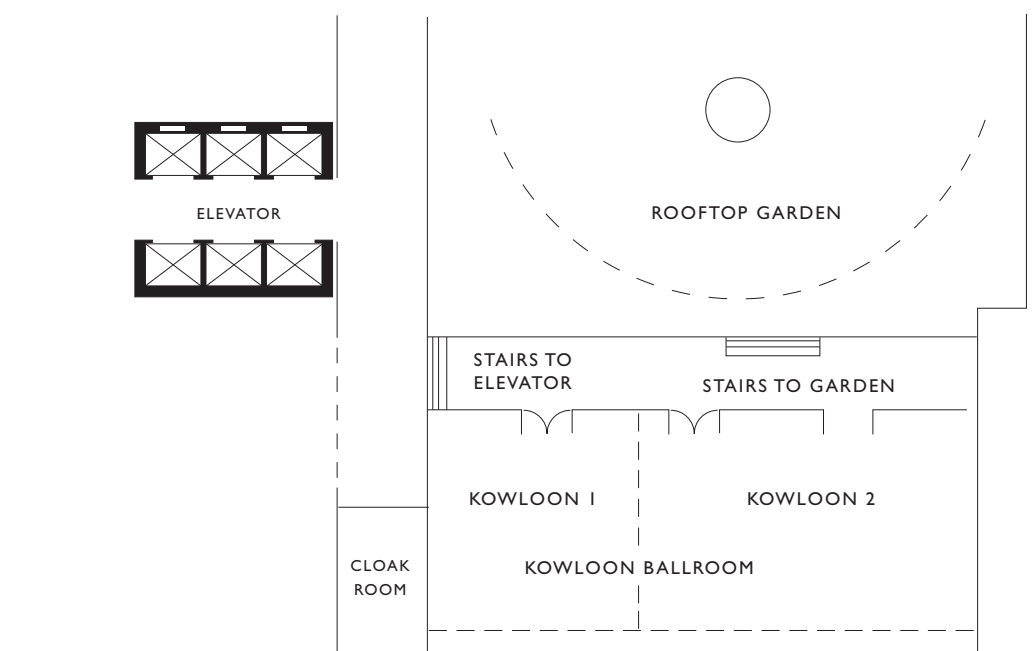 ELEVATOR
ROOFTOP GARDEN
STAIRS TO
ELEVATOR
STAIRS TO GARDEN
KOWLOON 1
KOWLOON 2
KOWLOON BALLROOM
CLOAK
ROOM